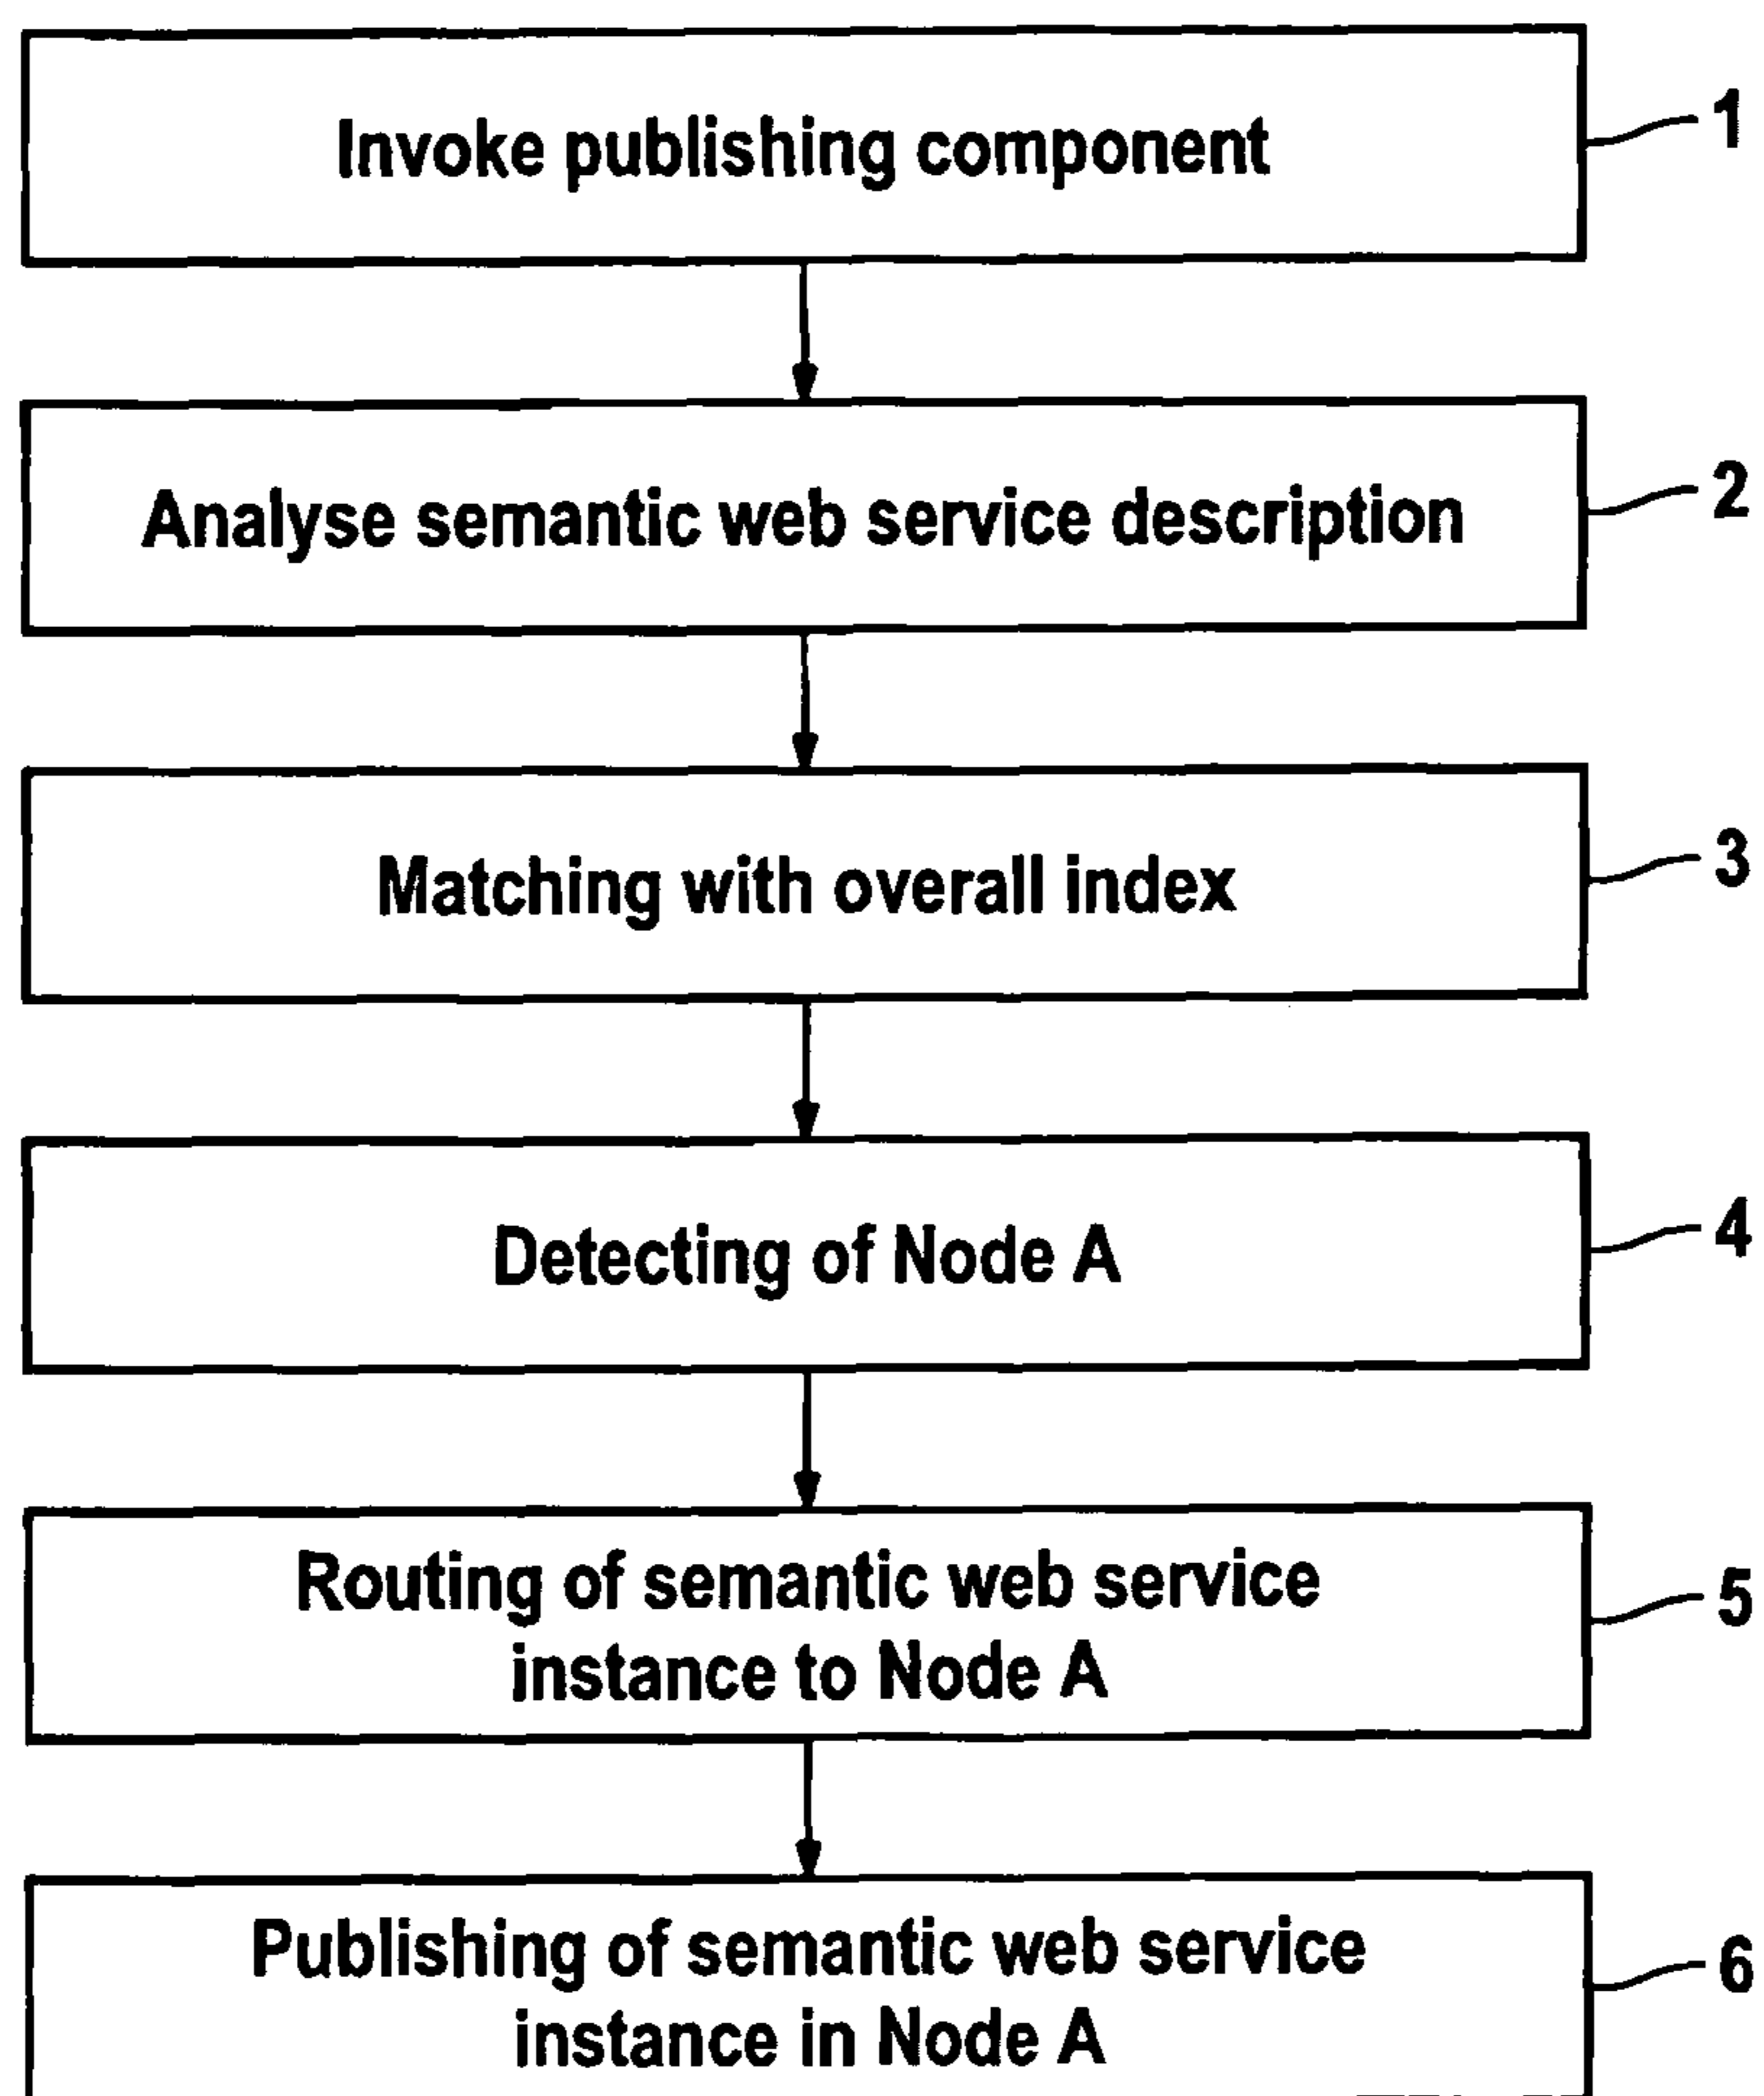 Invoke publishing component
1
Analyse semantic web service description
2
Matching with overall index
3
Detecting of Node A
4
Routing of semantic web service
instance to Node A
5
Publishing of semantic web service
instance in Node A
6